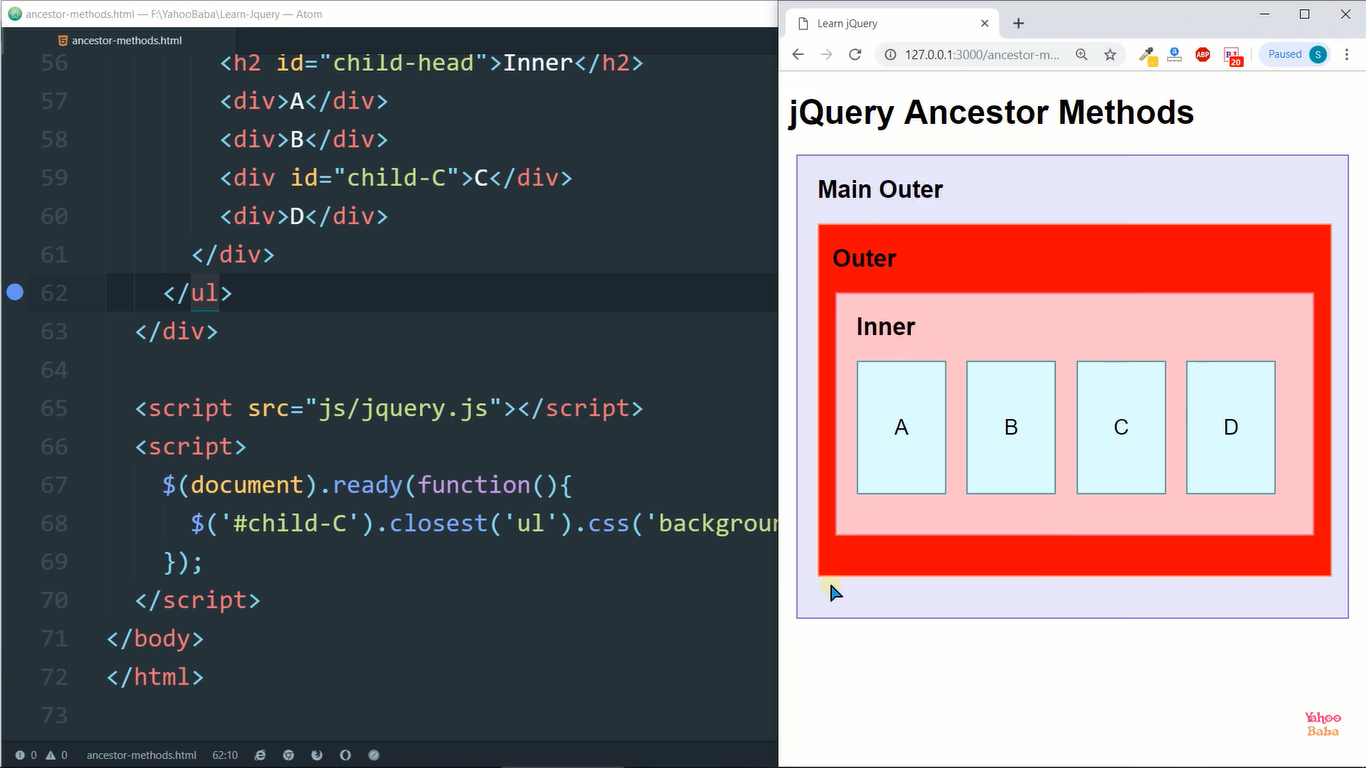 ancestor-methods.html — F:\YahooBaba\Learn-Jquery — Atom
ancestor-methods.html
56 <h2 id="child-head">Inner</h2>
57 <div>A</div>
58 <div>B</div>
59 <div id="child-C">C</div>
60 <div>D</div>
61 </div>
62 </ul>
63 </div>
64
65 <script src="js/jquery.js"></script>
66 <script>
67 $(document).ready(function(){
68 $('#child-C').closest('ul').css('backgroun
69 });
70 </script>
71 </body>
72 </html>
73
0 0 ancestor-methods.html 62:10
Learn jQuery
127.0.0.1:3000/ancestor-m... ABP 20 Paused S
jQuery Ancestor Methods
Main Outer
Outer
Inner
A B C D
Yahoo
Baba